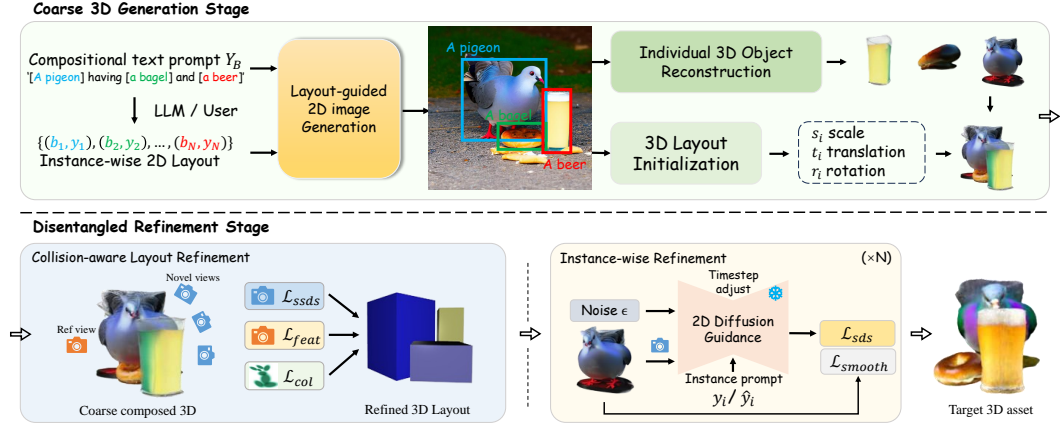 Coarse 3D Generation Stage
Compositional text prompt Y_B
'[A pigeon] having [a bagel] and [a beer]'
LLM / User
{(b_1, y_1), (b_2, y_2), ..., (b_N, y_N)}
Instance-wise 2D Layout
Layout-guided
2D image
Generation
A pigeon
A bagel
A beer
Individual 3D Object
Reconstruction
3D Layout
Initialization
s_i scale
t_i translation
r_i rotation
Disentangled Refinement Stage
Collision-aware Layout Refinement
Novel views
Ref view
Coarse composed 3D
ℒ_ssds
ℒ_feat
ℒ_col
Refined 3D Layout
Instance-wise Refinement
(×N)
Timestep
adjust
Noise ϵ
2D Diffusion
Guidance
Instance prompt
y_i / ŷ_i
ℒ_sds
ℒ_smooth
Target 3D asset